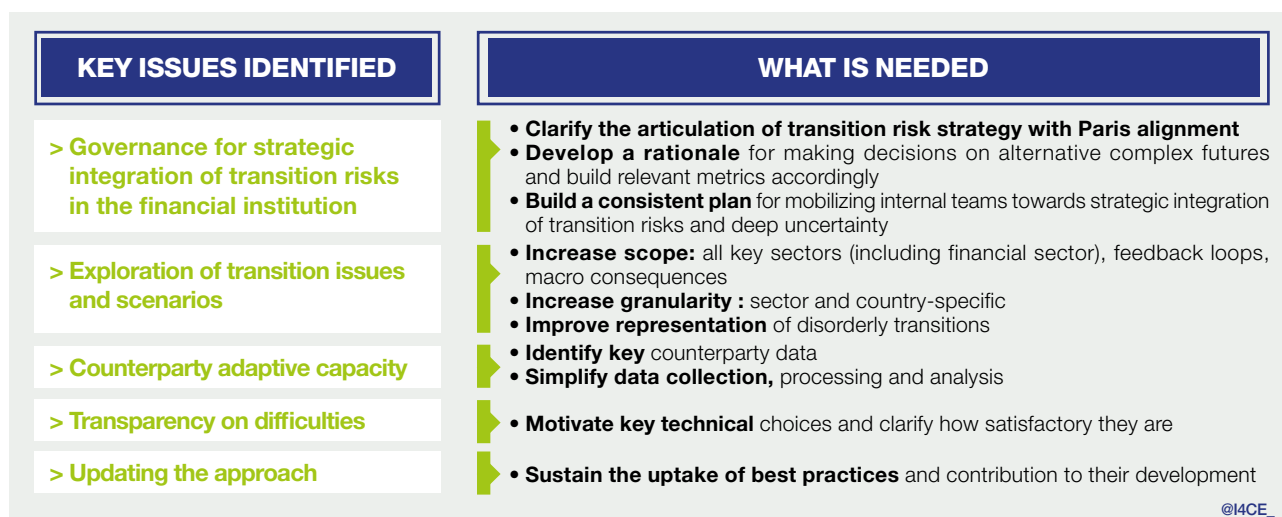 KEY ISSUES IDENTIFIED
WHAT IS NEEDED
> Governance for strategic
integration of transition risks
in the financial institution
• Clarify the articulation of transition risk strategy with Paris alignment
• Develop a rationale for making decisions on alternative complex futures
and build relevant metrics accordingly
• Build a consistent plan for mobilizing internal teams towards strategic integration
of transition risks and deep uncertainty
> Exploration of transition issues
and scenarios
• Increase scope: all key sectors (including financial sector), feedback loops,
macro consequences
• Increase granularity : sector and country-specific
• Improve representation of disorderly transitions
> Counterparty adaptive capacity
• Identify key counterparty data
• Simplify data collection, processing and analysis
> Transparency on difficulties
• Motivate key technical choices and clarify how satisfactory they are
> Updating the approach
• Sustain the uptake of best practices and contribution to their development
@I4CE_